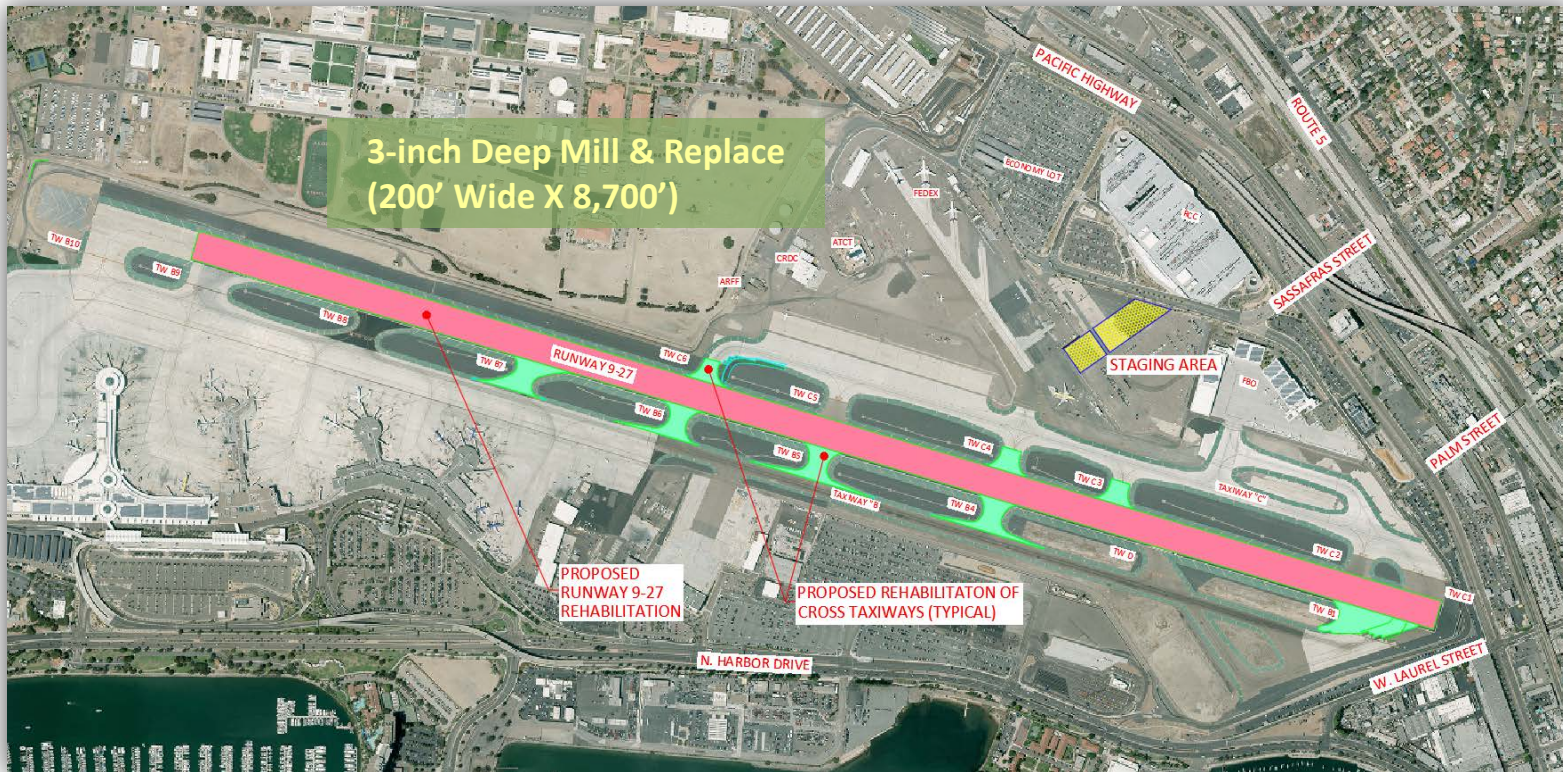 3-inch Deep Mill & Replace
(200’ Wide X 8,700’)
PACIFIC HIGHWAY
ROUTE 5
ECONOMY LOT
FEDEX
RCC
ATCT
CRDC
ARFF
SASSAFRAS STREET
STAGING AREA
FBO
PALM STREET
TW B10
TW B9
TW B8
TW B7
RUNWAY 9-27
TW C6
TW C5
TW B6
TW B5
TW C4
TW C3
TAXIWAY "C"
TAXIWAY "B
TW B4
TW D
TW C2
TW C1
TW B1
PROPOSED
RUNWAY 9-27
REHABILITATION
PROPOSED REHABILITATON OF
CROSS TAXIWAYS (TYPICAL)
N. HARBOR DRIVE
W. LAUREL STREET